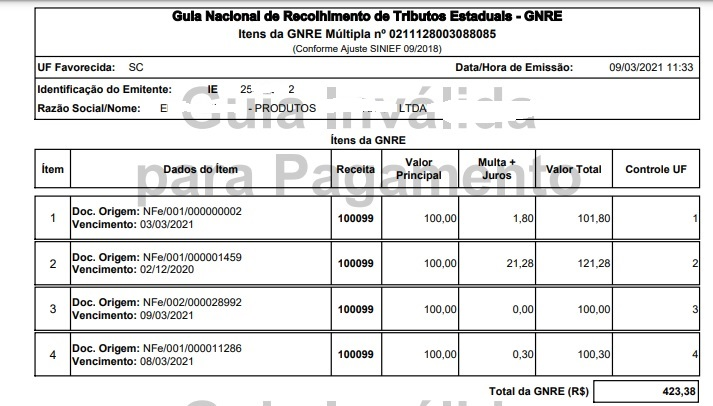 Guia Nacional de Recolhimento de Tributos Estaduais - GNRE
Itens da GNRE Múltipla nº 0211128003088085
(Conforme Ajuste SINIEF 09/2018)
UF Favorecida: SC Data/Hora de Emissão: 09/03/2021 11:33
Identificação do Emitente: IE 25 2
Razão Social/Nome: - PRODUTOS LTDA
Guia Inválida
para Pagamento
Ítens da GNRE
Ítem Dados do Ítem Receita Valor Principal Multa + Juros Valor Total Controle UF
1 Doc. Origem: NFe/001/000000002 100099 100,00 1,80 101,80 1
Vencimento: 03/03/2021
2 Doc. Origem: NFe/001/000001459 100099 100,00 21,28 121,28 2
Vencimento: 02/12/2020
3 Doc. Origem: NFe/002/000028992 100099 100,00 0,00 100,00 3
Vencimento: 09/03/2021
4 Doc. Origem: NFe/001/000011286 100099 100,00 0,30 100,30 4
Vencimento: 08/03/2021
Total da GNRE (R$) 423,38
Guia Inválida